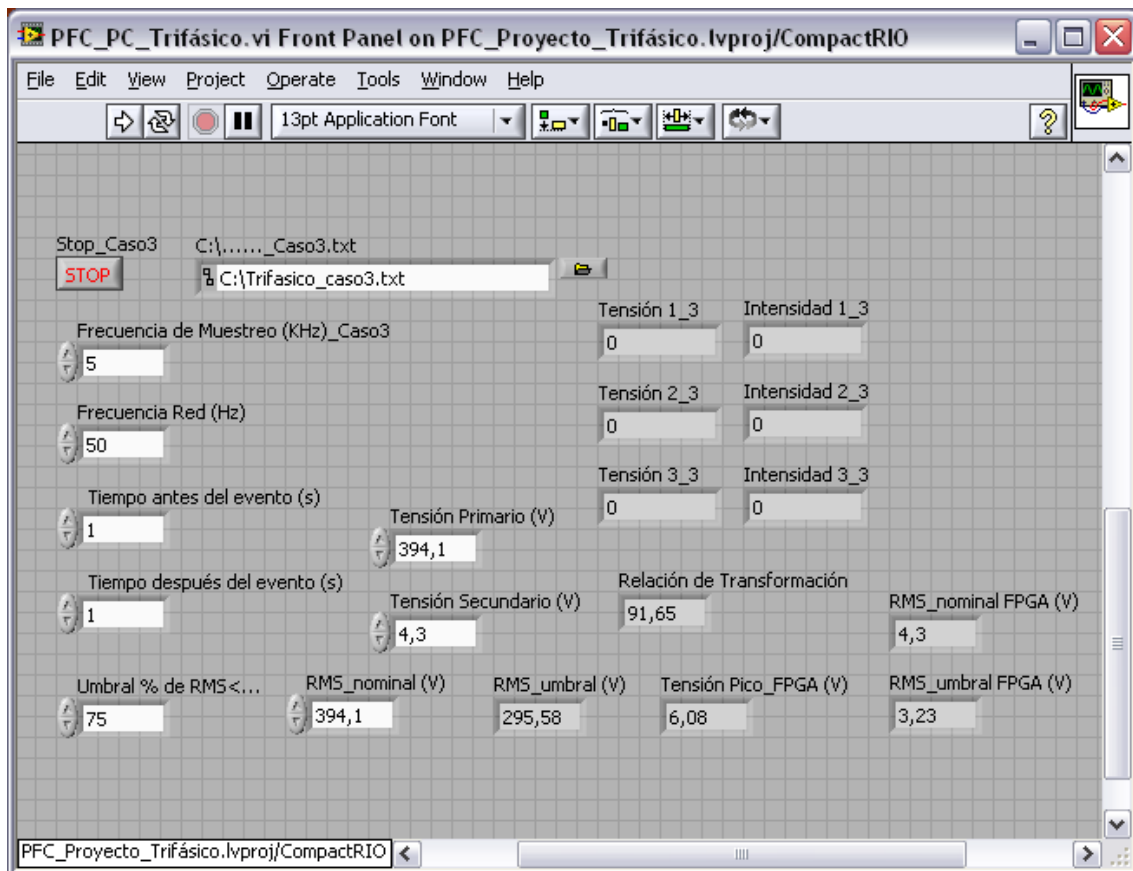 PFC_PC_Trifásico.vi Front Panel on PFC_Proyecto_Trifásico.lvproj/CompactRIO
File Edit View Project Operate Tools Window Help
13pt Application Font
Stop_Caso3 C:\......_Caso3.txt
STOP C:\Trifasico_caso3.txt
Tensión 1_3 Intensidad 1_3
Frecuencia de Muestreo (KHz)_Caso3
0 0
5
Tensión 2_3 Intensidad 2_3
Frecuencia Red (Hz)
0 0
50
Tensión 3_3 Intensidad 3_3
Tiempo antes del evento (s)
0 0
Tensión Primario (V)
1
394,1
Tiempo después del evento (s) Relación de Transformación
Tensión Secundario (V) RMS_nominal FPGA (V)
1 91,65
4,3 4,3
Umbral % de RMS<... RMS_nominal (V) RMS_umbral (V) Tensión Pico_FPGA (V) RMS_umbral FPGA (V)
75 394,1 295,58 6,08 3,23
PFC_Proyecto_Trifásico.lvproj/CompactRIO